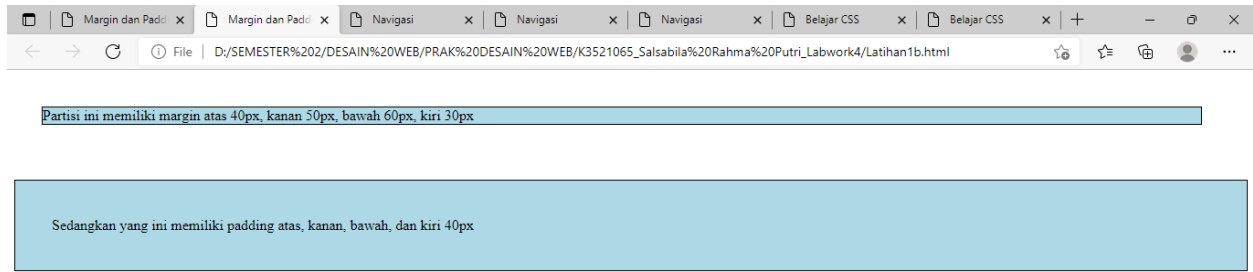 Margin dan Padd
Margin dan Padd
Navigasi
Navigasi
Navigasi
Belajar CSS
Belajar CSS
File | D:/SEMESTER%202/DESAIN%20WEB/PRAK%20DESAIN%20WEB/K3521065_Salsabila%20Rahma%20Putri_Labwork4/Latihan1b.html
Partisi ini memiliki margin atas 40px, kanan 50px, bawah 60px, kiri 30px
Sedangkan yang ini memiliki padding atas, kanan, bawah, dan kiri 40px